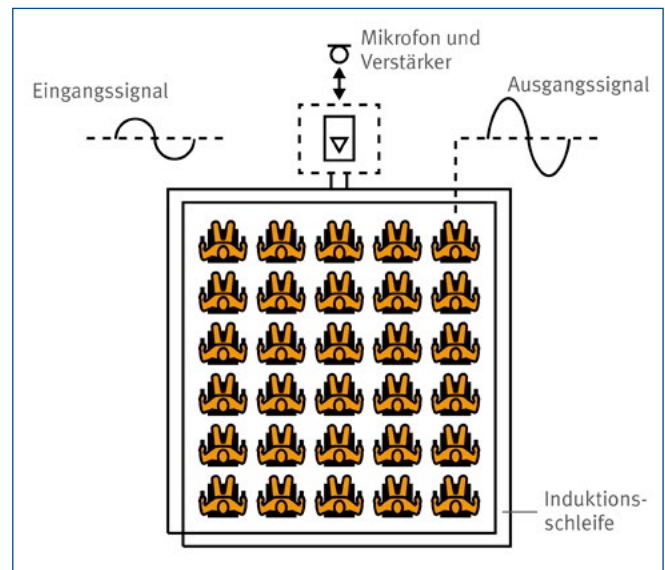 Mikrofon und
Verstärker
Eingangssignal
Ausgangssignal
Induktions-
schleife